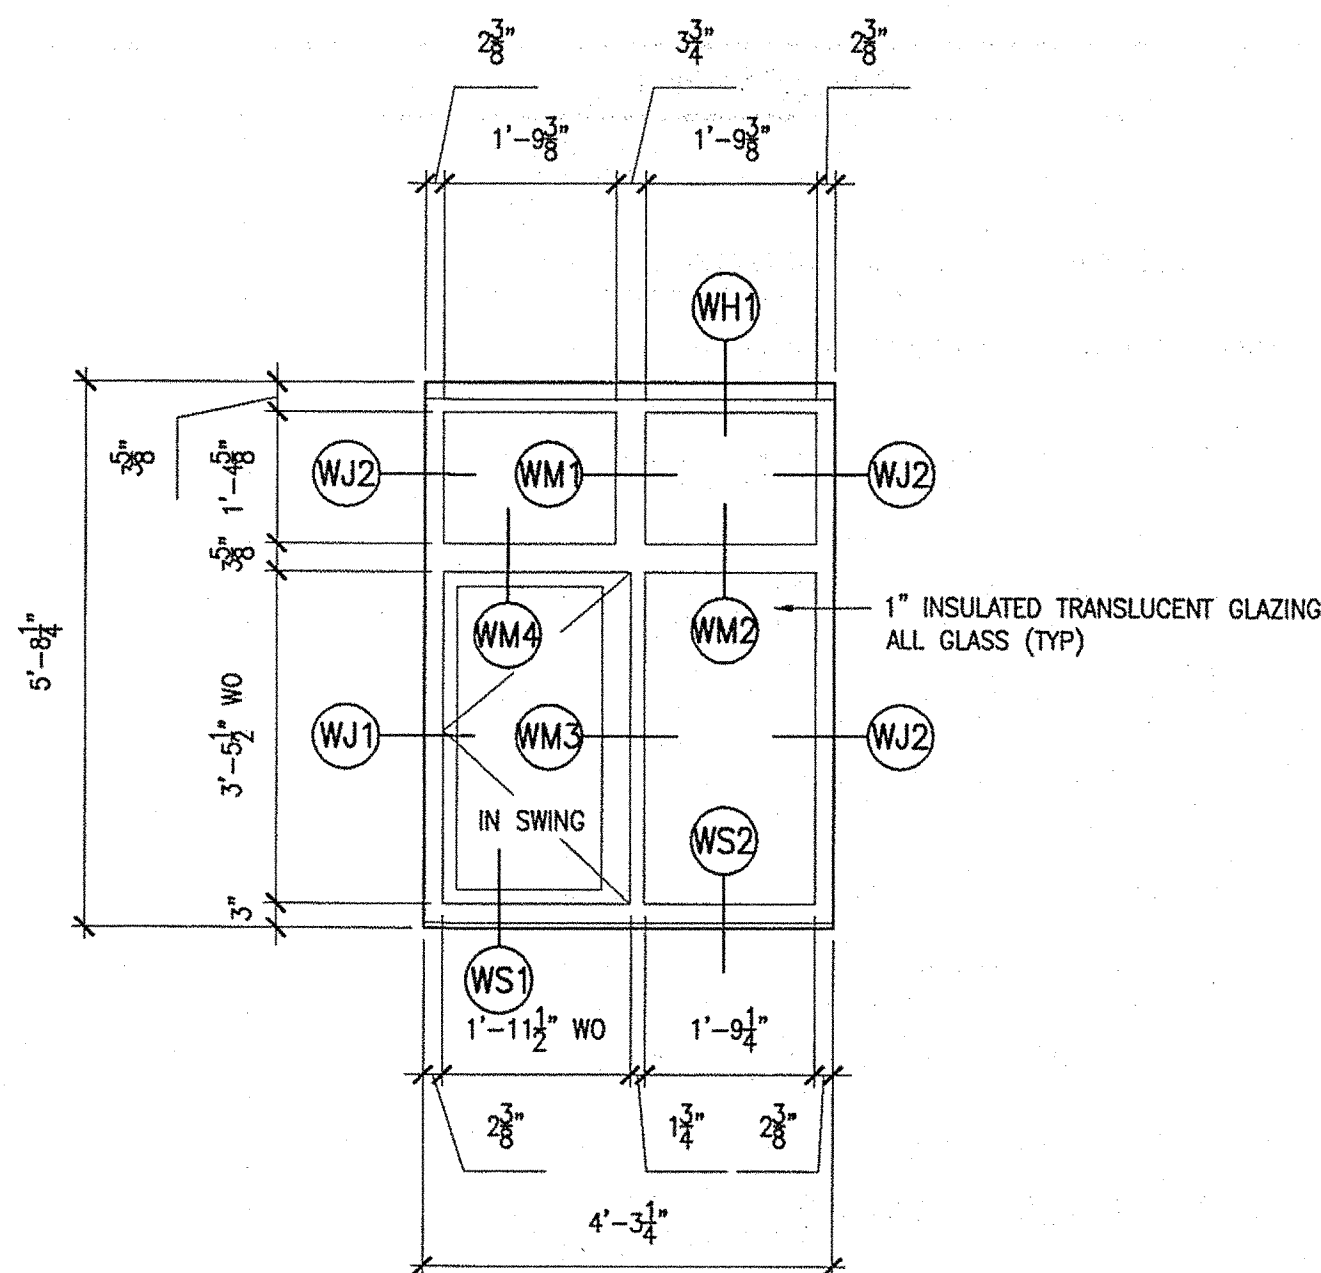 2 3/8" 3 3/4" 2 3/8"
1'-9 3/8" 1'-9 3/8"
WH1
3 5/8" 1'-4 5/8" WJ2 WM1 WJ2
3 5/8"
1" INSULATED TRANSLUCENT GLAZING
ALL GLASS (TYP)
WM4 WM2
5'-8 1/4"
3'-5 1/2" WO WJ1 WM3 WJ2
IN SWING
WS2
3"
WS1
1'-11 1/2" WO 1'-9 1/4"
2 3/8" 1 3/4" 2 3/8"
4'-3 1/4"